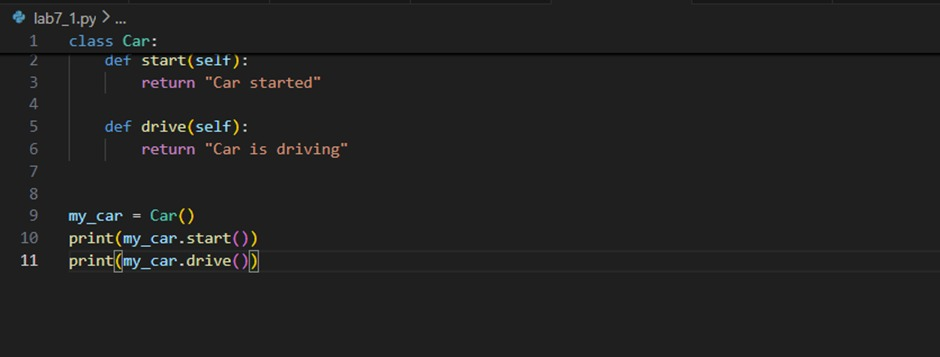 lab7_1.py > ...
1 class Car:
2 def start(self):
3 return "Car started"
4
5 def drive(self):
6 return "Car is driving"
7
8
9 my_car = Car()
10 print(my_car.start())
11 print(my_car.drive())